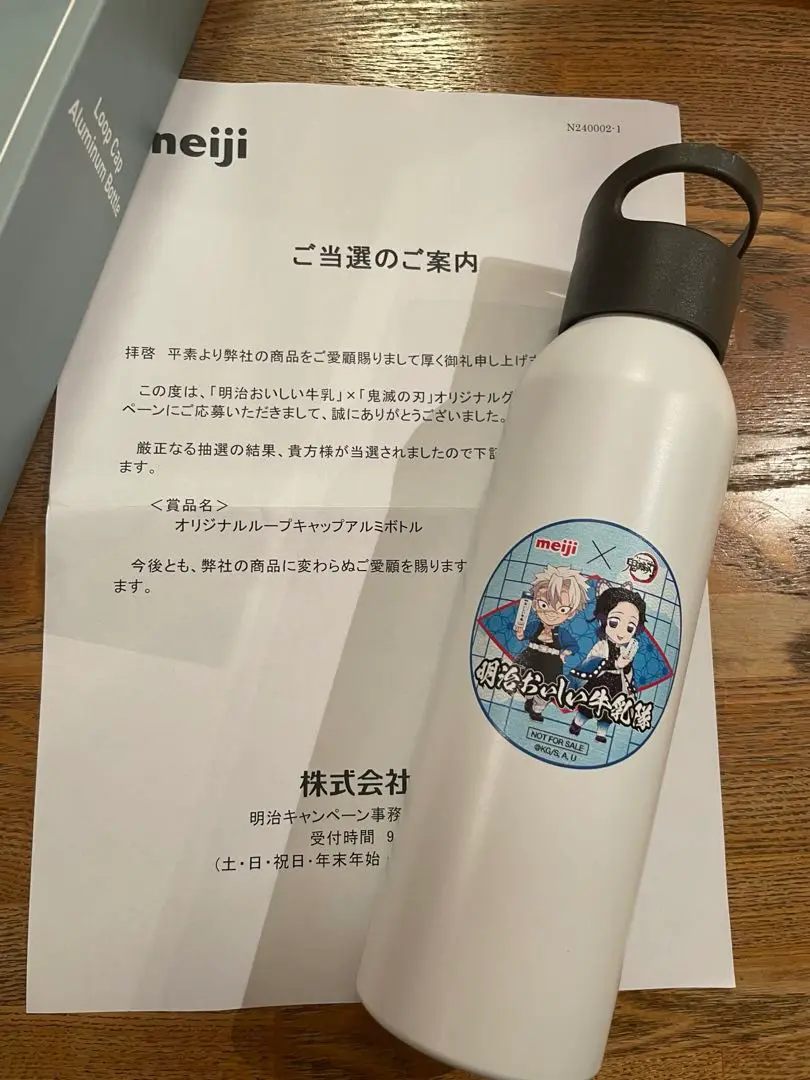 Loop Cap
Aluminum Bottle
meiji
N240002-1
ご当選のご案内
拝啓 平素より弊社の商品をご愛顧賜りまして厚く御礼申し上げま
この度は、「明治おいしい牛乳」×「鬼滅の刃」オリジナルグ
ペーンにご応募いただきまして、誠にありがとうございました。
厳正なる抽選の結果、貴方様が当選されましたので下記
ます。
＜賞品名＞
オリジナルループキャップアルミボトル
今後とも、弊社の商品に変わらぬご愛顧を賜ります
ます。
株式会社
明治キャンペーン事務
受付時間 9
(土・日・祝日・年末年始
meiji ×
鬼滅の刃
明治おいしい牛乳隊
NOT FOR SALE
©KG/S, A, U